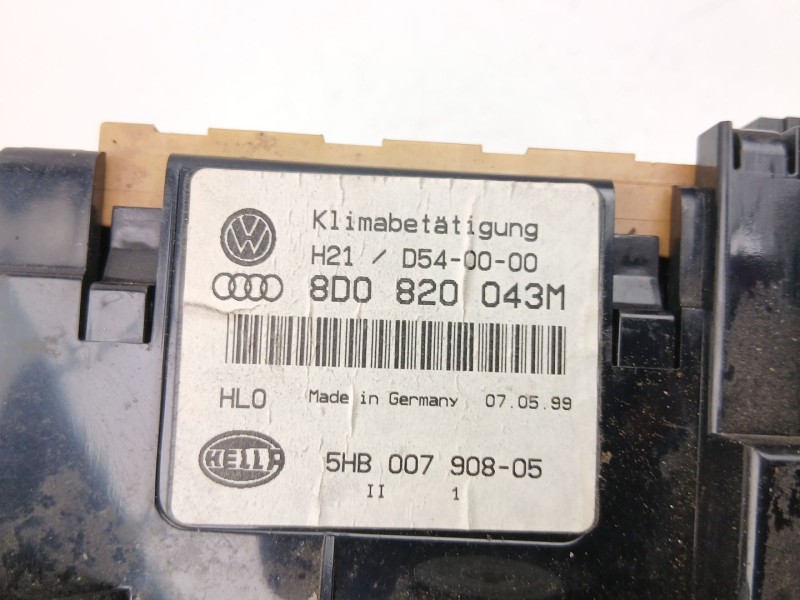 Klimabetätigung
H21 / D54-00-00
8D0 820 043M
HLO Made in Germany 07.05.99
HELLA 5HB 007 908-05
II 1